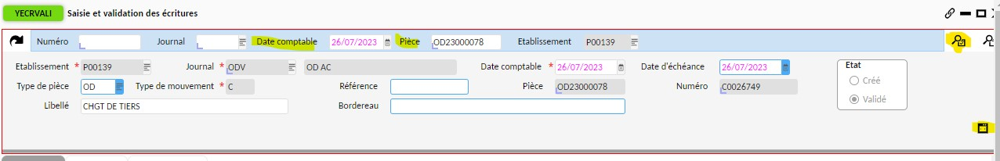 YECRVALI Saisie et validation des écritures
Numéro Journal Date comptable 26/07/2023 Pièce OD23000078 Etablissement P00139
Etablissement * P00139 Journal * ODV OD AC Date comptable * 26/07/2023 Date d'échéance 26/07/2023 Etat
Créé
Type de pièce OD Type de mouvement * C Référence Pièce OD23000078 Numéro C0026749
Validé
Libellé CHGT DE TIERS Bordereau